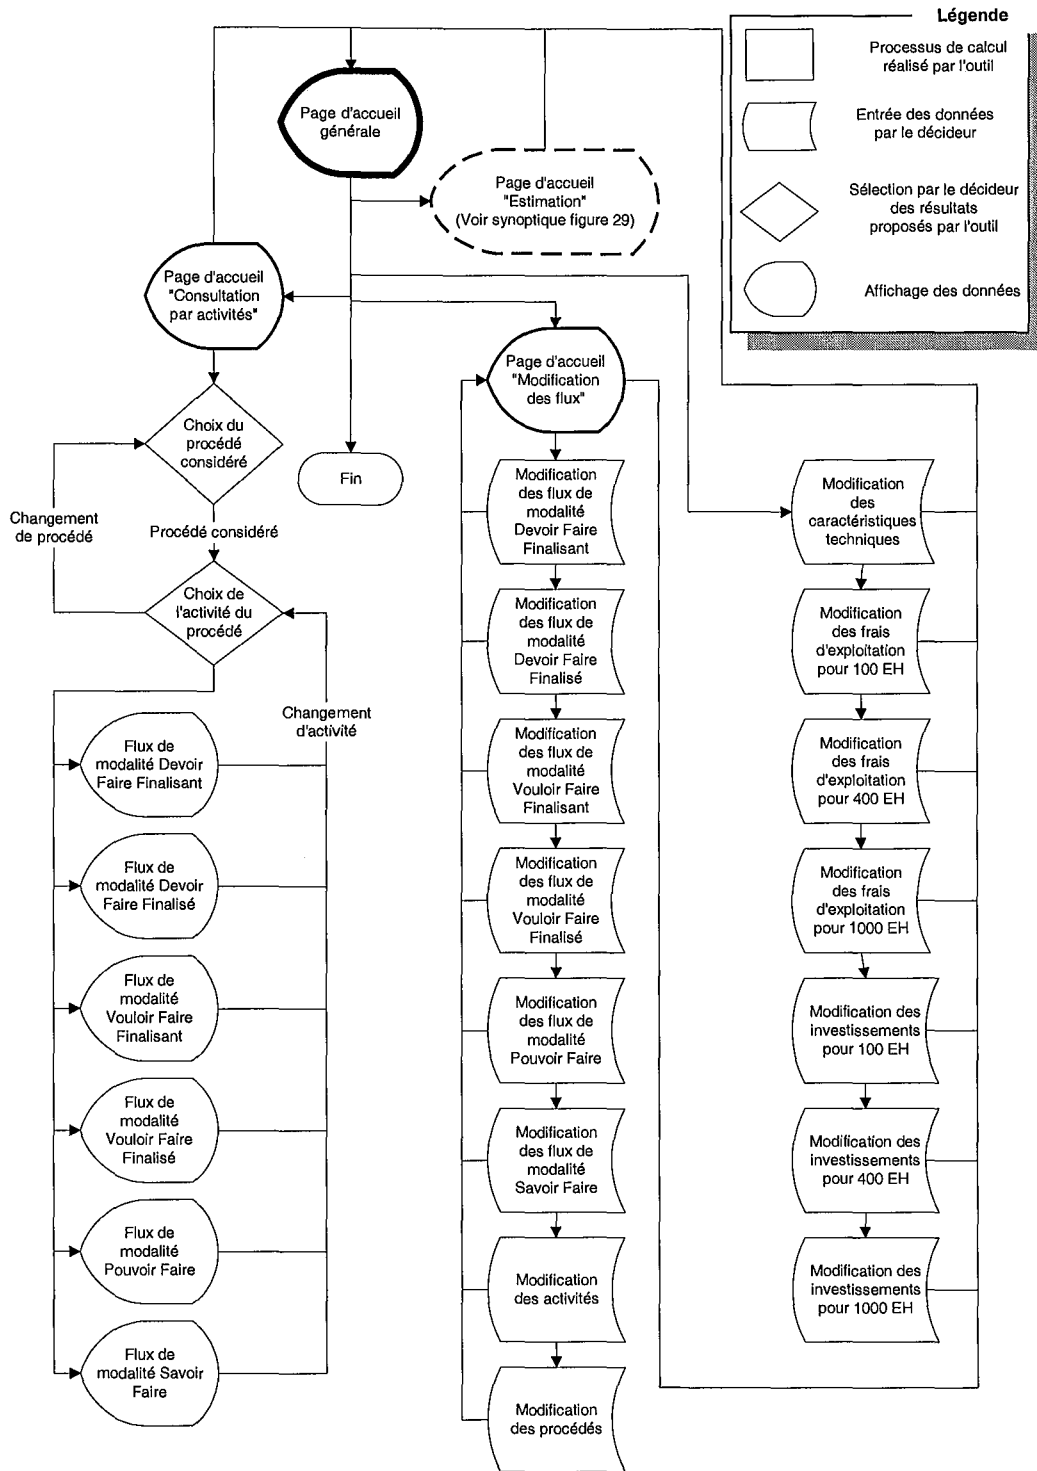 Légende
Processus de calcul
réalisé par l'outil
Entrée des données
par le décideur
Sélection par le décideur
des résultats
proposés par l'outil
Affichage des données
Page d'accueil
générale
Page d'accueil
"Estimation"
(Voir synoptique figure 29)
Page d'accueil
"Consultation
par activités"
Choix du
procédé
considéré
Changement
de procédé
Procédé considéré
Choix de
l'activité du
procédé
Changement
d'activité
Flux de
modalité Devoir
Faire Finalisant
Flux de
modalité Devoir
Faire Finalisé
Flux de
modalité
Vouloir Faire
Finalisant
Flux de
modalité
Vouloir Faire
Finalisé
Flux de
modalité
Pouvoir Faire
Flux de
modalité Savoir
Faire
Fin
Page d'accueil
"Modification
des flux"
Modification
des flux de
modalité
Devoir Faire
Finalisant
Modification
des flux de
modalité
Devoir Faire
Finalisé
Modification
des flux de
modalité
Vouloir Faire
Finalisant
Modification
des flux de
modalité
Vouloir Faire
Finalisé
Modification
des flux de
modalité
Pouvoir Faire
Modification
des flux de
modalité
Savoir Faire
Modification
des activités
Modification
des procédés
Modification
des
caractéristiques
techniques
Modification
des frais
d'exploitation
pour 100 EH
Modification
des frais
d'exploitation
pour 400 EH
Modification
des frais
d'exploitation
pour 1000 EH
Modification des
investissements
pour 100 EH
Modification des
investissements
pour 400 EH
Modification des
investissements
pour 1000 EH